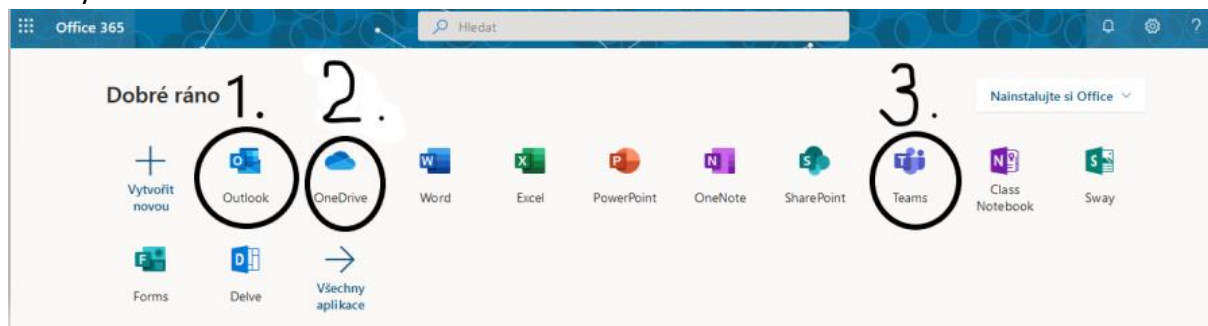 Office 365
Hledat
?
Dobré ráno
1.
2.
3.
Nainstalujte si Office
Vytvořit
novou
Outlook
OneDrive
Word
Excel
PowerPoint
OneNote
SharePoint
Teams
Class
Notebook
Sway
Forms
Delve
Všechny
aplikace